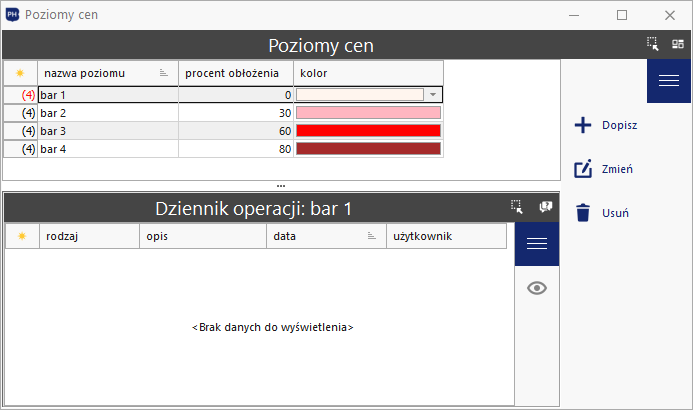 PH Poziomy cen
Poziomy cen
nazwa poziomu procent obłożenia kolor
(4) bar 1 0
(4) bar 2 30
(4) bar 3 60
(4) bar 4 80
Dopisz
Zmień
Usuń
Dziennik operacji: bar 1
rodzaj opis data użytkownik
<Brak danych do wyświetlenia>